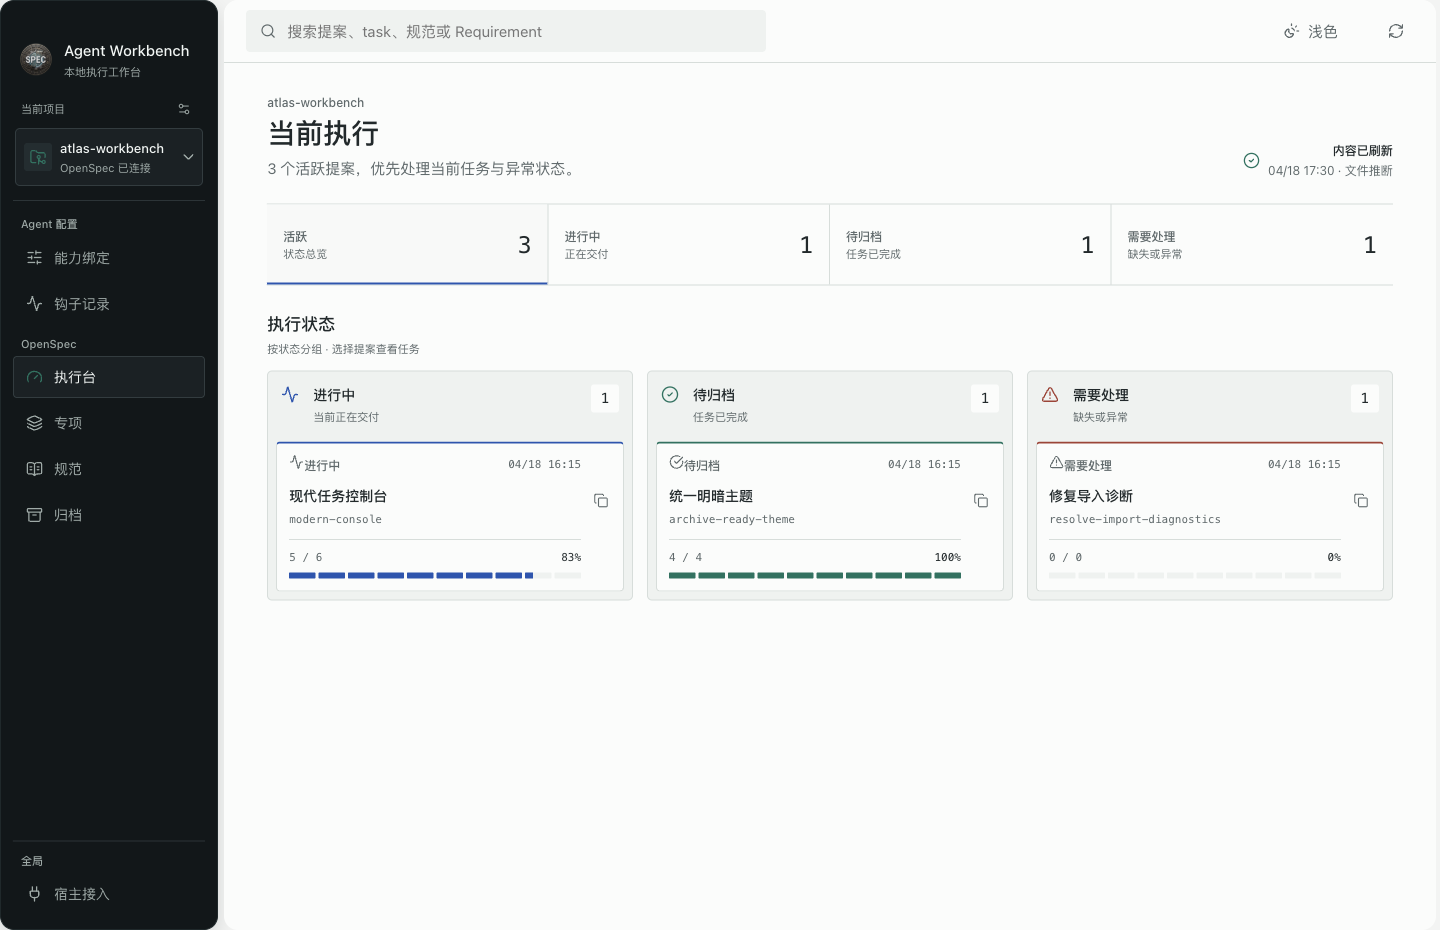 SPEC
Agent Workbench
本地执行工作台
当前项目
atlas-workbench
OpenSpec 已连接
Agent 配置
能力绑定
钩子记录
OpenSpec
执行台
专项
规范
归档
全局
宿主接入
搜索提案、task、规范或 Requirement
浅色
atlas-workbench
当前执行
3 个活跃提案，优先处理当前任务与异常状态。
内容已刷新
04/18 17:30 · 文件推断
活跃
状态总览
3
进行中
正在交付
1
待归档
任务已完成
1
需要处理
缺失或异常
1
执行状态
按状态分组 · 选择提案查看任务
进行中
当前正在交付
1
进行中 04/18 16:15
现代任务控制台
modern-console
5 / 6 83%
待归档
任务已完成
1
待归档 04/18 16:15
统一明暗主题
archive-ready-theme
4 / 4 100%
需要处理
缺失或异常
1
需要处理 04/18 16:15
修复导入诊断
resolve-import-diagnostics
0 / 0 0%